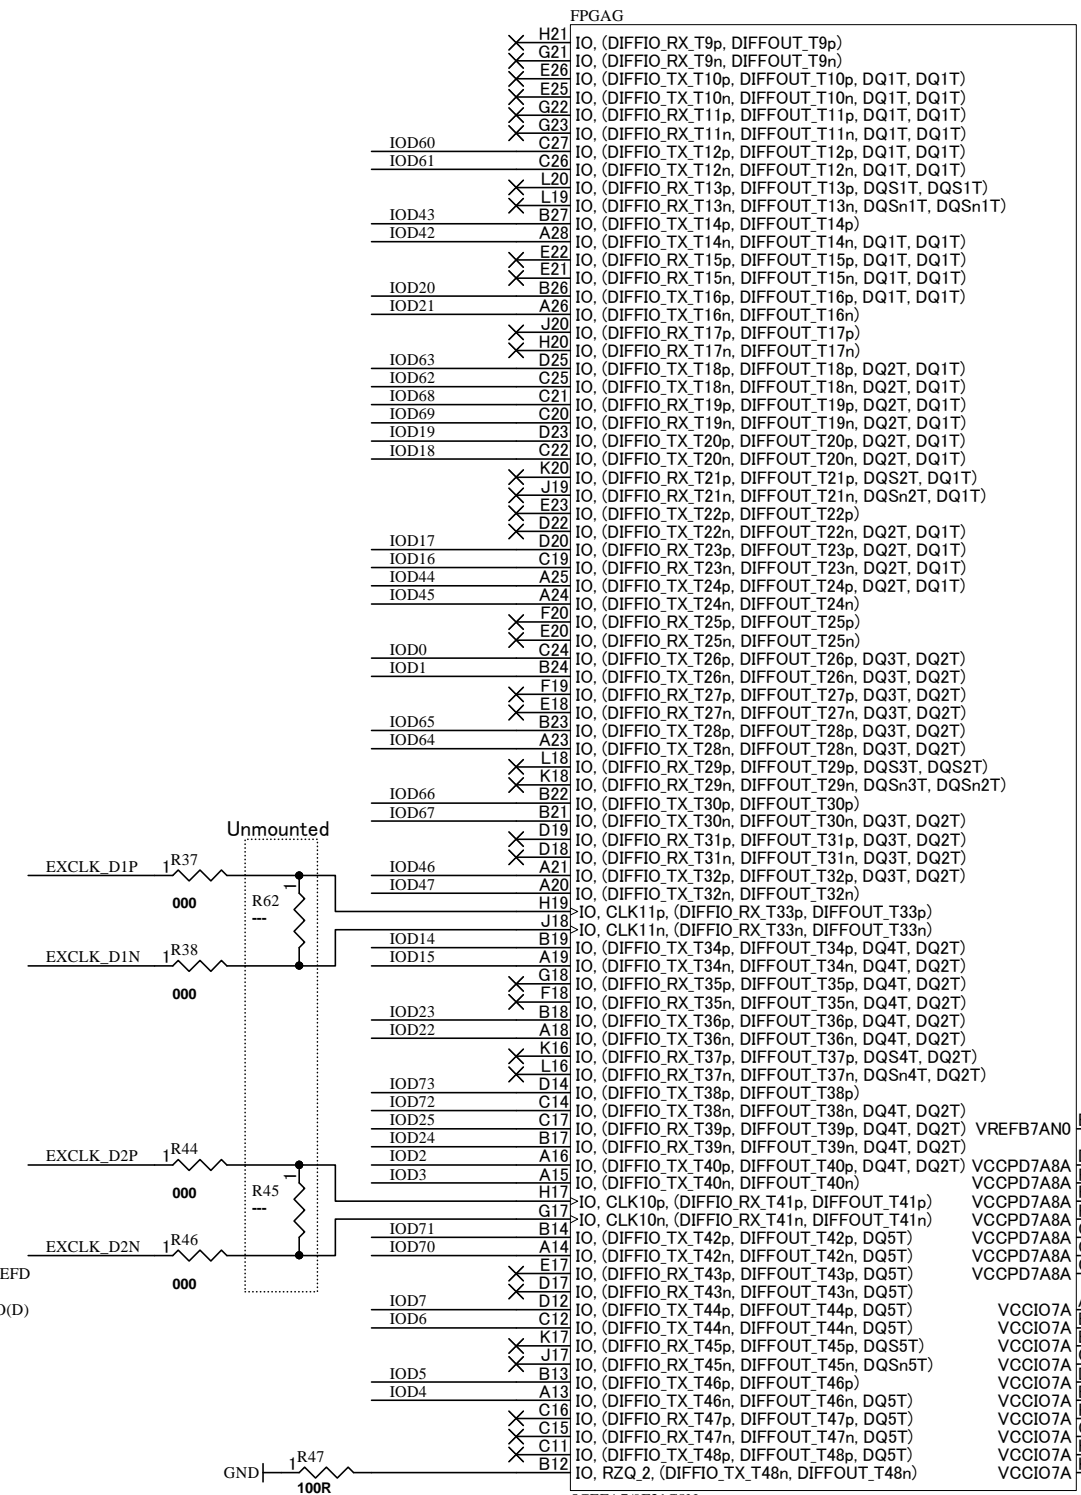 FPGAG
H21 IO, (DIFFIO_RX_T9p, DIFFOUT_T9p)
G21 IO, (DIFFIO_RX_T9n, DIFFOUT_T9n)
E26 IO, (DIFFIO_TX_T10p, DIFFOUT_T10p, DQ1T, DQ1T)
E25 IO, (DIFFIO_TX_T10n, DIFFOUT_T10n, DQ1T, DQ1T)
G22 IO, (DIFFIO_RX_T11p, DIFFOUT_T11p, DQ1T, DQ1T)
G23 IO, (DIFFIO_RX_T11n, DIFFOUT_T11n, DQ1T, DQ1T)
IOD60 C27 IO, (DIFFIO_TX_T12p, DIFFOUT_T12p, DQ1T, DQ1T)
IOD61 C26 IO, (DIFFIO_TX_T12n, DIFFOUT_T12n, DQ1T, DQ1T)
L20 IO, (DIFFIO_RX_T13p, DIFFOUT_T13p, DQS1T, DQS1T)
L19 IO, (DIFFIO_RX_T13n, DIFFOUT_T13n, DQSn1T, DQSn1T)
IOD43 B27 IO, (DIFFIO_TX_T14p, DIFFOUT_T14p)
IOD42 A28 IO, (DIFFIO_TX_T14n, DIFFOUT_T14n, DQ1T, DQ1T)
E22 IO, (DIFFIO_RX_T15p, DIFFOUT_T15p, DQ1T, DQ1T)
E21 IO, (DIFFIO_RX_T15n, DIFFOUT_T15n, DQ1T, DQ1T)
IOD20 B26 IO, (DIFFIO_TX_T16p, DIFFOUT_T16p, DQ1T, DQ1T)
IOD21 A26 IO, (DIFFIO_TX_T16n, DIFFOUT_T16n)
J20 IO, (DIFFIO_RX_T17p, DIFFOUT_T17p)
H20 IO, (DIFFIO_RX_T17n, DIFFOUT_T17n)
IOD63 D25 IO, (DIFFIO_TX_T18p, DIFFOUT_T18p, DQ2T, DQ1T)
IOD62 C25 IO, (DIFFIO_TX_T18n, DIFFOUT_T18n, DQ2T, DQ1T)
IOD68 C21 IO, (DIFFIO_RX_T19p, DIFFOUT_T19p, DQ2T, DQ1T)
IOD69 C20 IO, (DIFFIO_RX_T19n, DIFFOUT_T19n, DQ2T, DQ1T)
IOD19 D23 IO, (DIFFIO_TX_T20p, DIFFOUT_T20p, DQ2T, DQ1T)
IOD18 C22 IO, (DIFFIO_TX_T20n, DIFFOUT_T20n, DQ2T, DQ1T)
K20 IO, (DIFFIO_RX_T21p, DIFFOUT_T21p, DQS2T, DQ1T)
J19 IO, (DIFFIO_RX_T21n, DIFFOUT_T21n, DQSn2T, DQ1T)
E23 IO, (DIFFIO_TX_T22p, DIFFOUT_T22p)
D22 IO, (DIFFIO_TX_T22n, DIFFOUT_T22n, DQ2T, DQ1T)
IOD17 D20 IO, (DIFFIO_RX_T23p, DIFFOUT_T23p, DQ2T, DQ1T)
IOD16 C19 IO, (DIFFIO_RX_T23n, DIFFOUT_T23n, DQ2T, DQ1T)
IOD44 A25 IO, (DIFFIO_TX_T24p, DIFFOUT_T24p, DQ2T, DQ1T)
IOD45 A24 IO, (DIFFIO_TX_T24n, DIFFOUT_T24n)
F20 IO, (DIFFIO_RX_T25p, DIFFOUT_T25p)
E20 IO, (DIFFIO_RX_T25n, DIFFOUT_T25n)
IOD0 C24 IO, (DIFFIO_TX_T26p, DIFFOUT_T26p, DQ3T, DQ2T)
IOD1 B24 IO, (DIFFIO_TX_T26n, DIFFOUT_T26n, DQ3T, DQ2T)
F19 IO, (DIFFIO_RX_T27p, DIFFOUT_T27p, DQ3T, DQ2T)
E18 IO, (DIFFIO_RX_T27n, DIFFOUT_T27n, DQ3T, DQ2T)
IOD65 B23 IO, (DIFFIO_TX_T28p, DIFFOUT_T28p, DQ3T, DQ2T)
IOD64 A23 IO, (DIFFIO_TX_T28n, DIFFOUT_T28n, DQ3T, DQ2T)
L18 IO, (DIFFIO_RX_T29p, DIFFOUT_T29p, DQS3T, DQS2T)
K18 IO, (DIFFIO_RX_T29n, DIFFOUT_T29n, DQSn3T, DQSn2T)
IOD66 B22 IO, (DIFFIO_TX_T30p, DIFFOUT_T30p)
IOD67 B21 IO, (DIFFIO_TX_T30n, DIFFOUT_T30n, DQ3T, DQ2T)
Unmounted
D19 IO, (DIFFIO_RX_T31p, DIFFOUT_T31p, DQ3T, DQ2T)
D18 IO, (DIFFIO_RX_T31n, DIFFOUT_T31n, DQ3T, DQ2T)
EXCLK_D1P 1 R37 000
IOD46 A21 IO, (DIFFIO_TX_T32p, DIFFOUT_T32p, DQ3T, DQ2T)
IOD47 A20 IO, (DIFFIO_TX_T32n, DIFFOUT_T32n)
1 R62 ---
H19 IO, CLK11p, (DIFFIO_RX_T33p, DIFFOUT_T33p)
J18 IO, CLK11n, (DIFFIO_RX_T33n, DIFFOUT_T33n)
EXCLK_D1N 1 R38 000
IOD14 B19 IO, (DIFFIO_TX_T34p, DIFFOUT_T34p, DQ4T, DQ2T)
IOD15 A19 IO, (DIFFIO_TX_T34n, DIFFOUT_T34n, DQ4T, DQ2T)
G18 IO, (DIFFIO_RX_T35p, DIFFOUT_T35p, DQ4T, DQ2T)
F18 IO, (DIFFIO_RX_T35n, DIFFOUT_T35n, DQ4T, DQ2T)
IOD23 B18 IO, (DIFFIO_TX_T36p, DIFFOUT_T36p, DQ4T, DQ2T)
IOD22 A18 IO, (DIFFIO_TX_T36n, DIFFOUT_T36n, DQ4T, DQ2T)
K16 IO, (DIFFIO_RX_T37p, DIFFOUT_T37p, DQS4T, DQ2T)
L16 IO, (DIFFIO_RX_T37n, DIFFOUT_T37n, DQSn4T, DQ2T)
IOD73 D14 IO, (DIFFIO_TX_T38p, DIFFOUT_T38p)
IOD72 C14 IO, (DIFFIO_TX_T38n, DIFFOUT_T38n, DQ4T, DQ2T)
IOD25 C17 IO, (DIFFIO_RX_T39p, DIFFOUT_T39p, DQ4T, DQ2T) VREFB7AN0
IOD24 B17 IO, (DIFFIO_RX_T39n, DIFFOUT_T39n, DQ4T, DQ2T)
EXCLK_D2P 1 R44 000
IOD2 A16 IO, (DIFFIO_TX_T40p, DIFFOUT_T40p, DQ4T, DQ2T) VCCPD7A8A
IOD3 A15 IO, (DIFFIO_TX_T40n, DIFFOUT_T40n) VCCPD7A8A
1 R45 ---
H17 IO, CLK10p, (DIFFIO_RX_T41p, DIFFOUT_T41p) VCCPD7A8A
G17 IO, CLK10n, (DIFFIO_RX_T41n, DIFFOUT_T41n) VCCPD7A8A
IOD71 B14 IO, (DIFFIO_TX_T42p, DIFFOUT_T42p, DQ5T) VCCPD7A8A
EXCLK_D2N 1 R46 000
IOD70 A14 IO, (DIFFIO_TX_T42n, DIFFOUT_T42n, DQ5T) VCCPD7A8A
EFD
E17 IO, (DIFFIO_RX_T43p, DIFFOUT_T43p, DQ5T) VCCPD7A8A
D17 IO, (DIFFIO_RX_T43n, DIFFOUT_T43n, DQ5T)
O(D)
IOD7 D12 IO, (DIFFIO_TX_T44p, DIFFOUT_T44p, DQ5T) VCCIO7A
IOD6 C12 IO, (DIFFIO_TX_T44n, DIFFOUT_T44n, DQ5T) VCCIO7A
K17 IO, (DIFFIO_RX_T45p, DIFFOUT_T45p, DQS5T) VCCIO7A
J17 IO, (DIFFIO_RX_T45n, DIFFOUT_T45n, DQSn5T) VCCIO7A
IOD5 B13 IO, (DIFFIO_TX_T46p, DIFFOUT_T46p) VCCIO7A
IOD4 A13 IO, (DIFFIO_TX_T46n, DIFFOUT_T46n, DQ5T) VCCIO7A
C16 IO, (DIFFIO_RX_T47p, DIFFOUT_T47p, DQ5T) VCCIO7A
C15 IO, (DIFFIO_RX_T47n, DIFFOUT_T47n, DQ5T) VCCIO7A
C11 IO, (DIFFIO_TX_T48p, DIFFOUT_T48p, DQ5T) VCCIO7A
GND 1 R47 100R
B12 IO, RZQ_2, (DIFFIO_TX_T48n, DIFFOUT_T48n) VCCIO7A